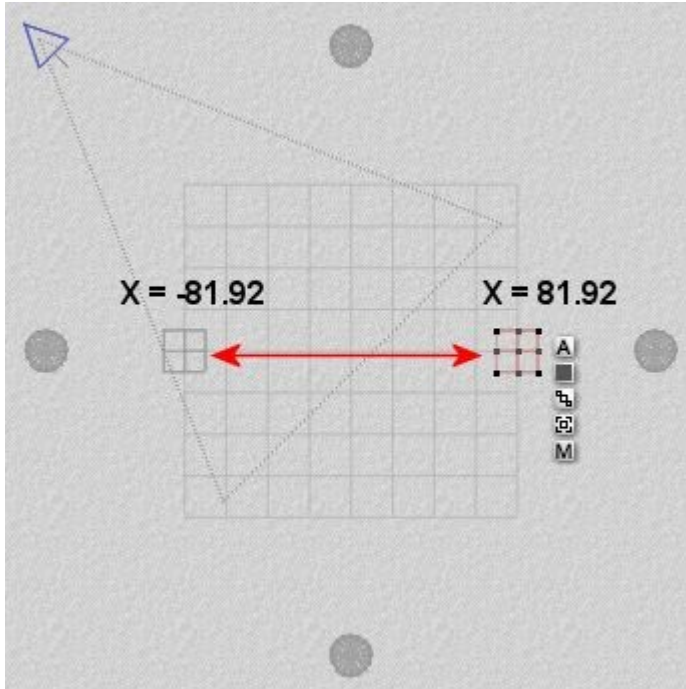 X = -81.92
X = 81.92
A
M